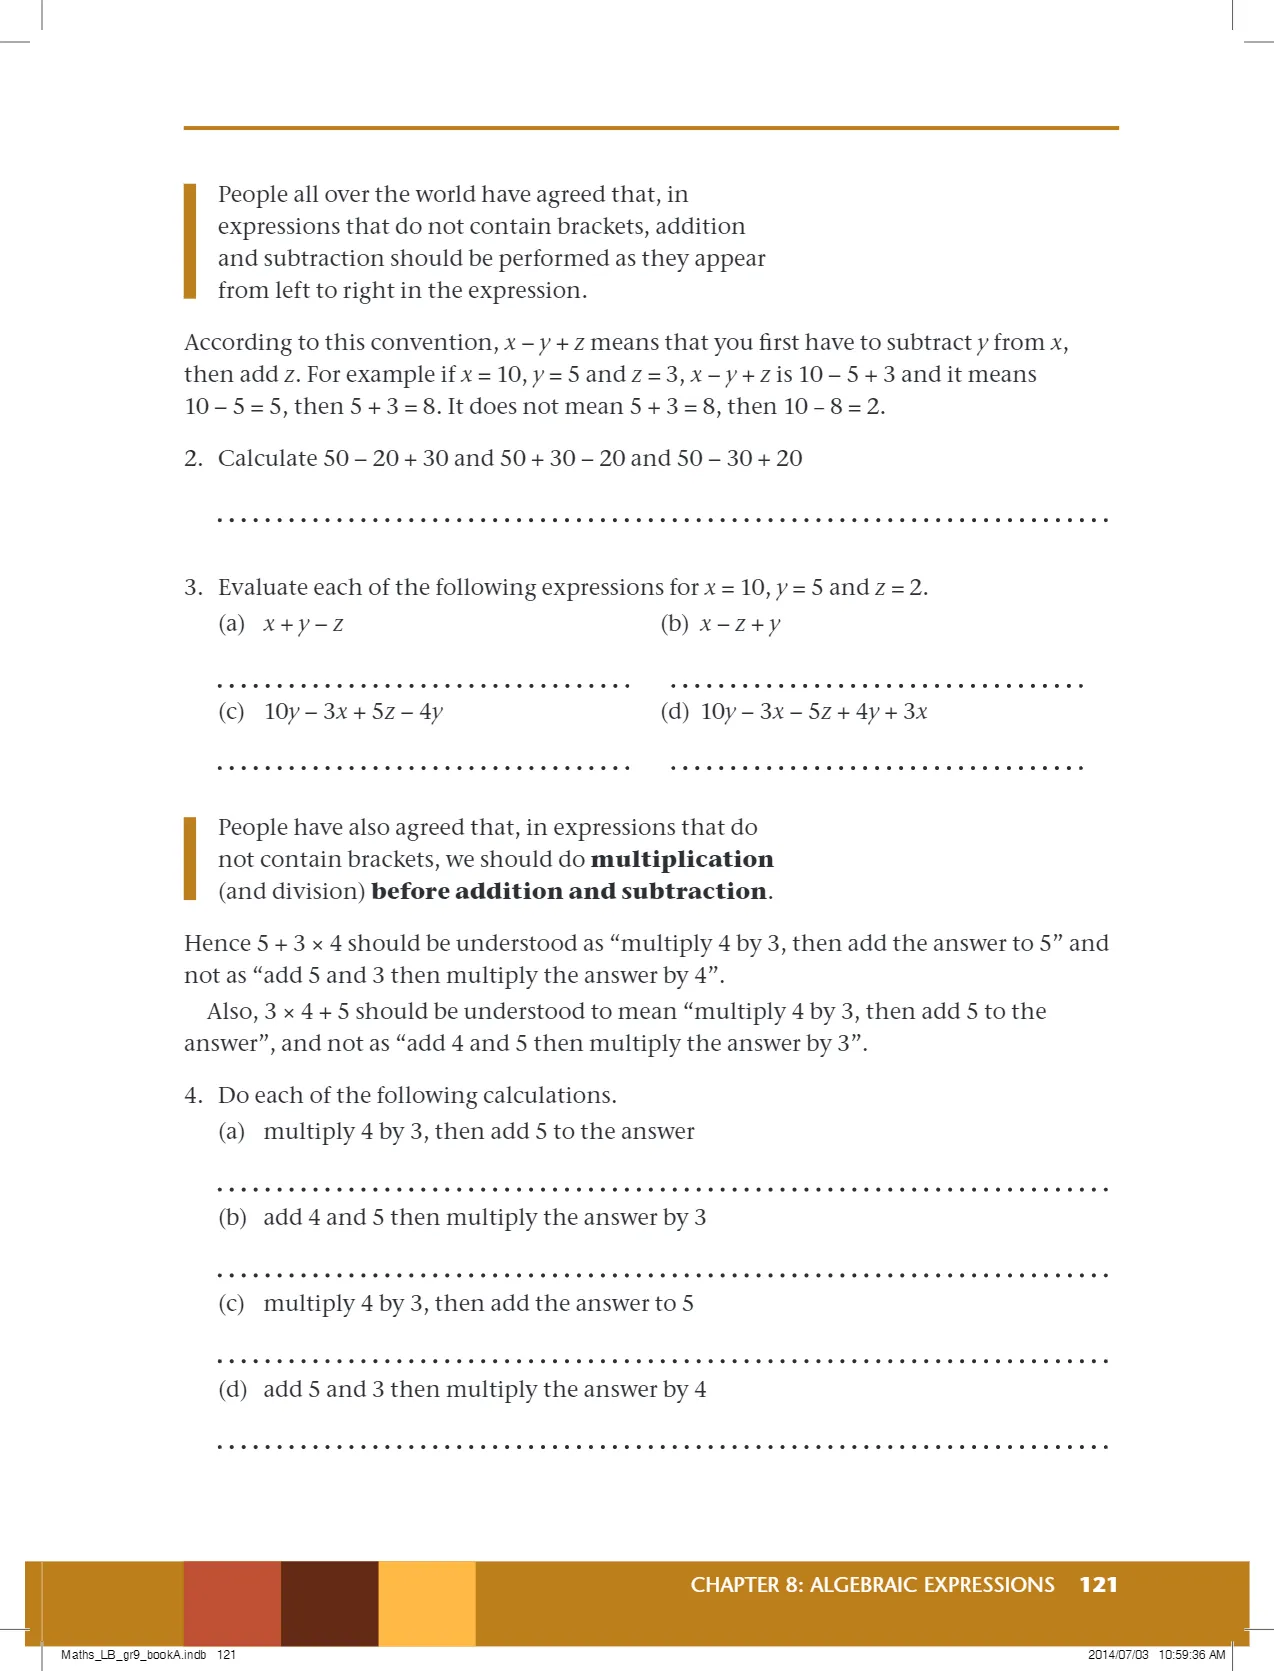 People all over the world have agreed that, in
expressions that do not contain brackets, addition
and subtraction should be performed as they appear
from left to right in the expression.
According to this convention, x – y + z means that you first have to subtract y from x,
then add z. For example if x = 10, y = 5 and z = 3, x – y + z is 10 – 5 + 3 and it means
10 – 5 = 5, then 5 + 3 = 8. It does not mean 5 + 3 = 8, then 10 – 8 = 2.
2. Calculate 50 – 20 + 30 and 50 + 30 – 20 and 50 – 30 + 20
3. Evaluate each of the following expressions for x = 10, y = 5 and z = 2.
(a) x + y – z (b) x – z + y
(c) 10y – 3x + 5z – 4y (d) 10y – 3x – 5z + 4y + 3x
People have also agreed that, in expressions that do
not contain brackets, we should do multiplication
(and division) before addition and subtraction.
Hence 5 + 3 × 4 should be understood as “multiply 4 by 3, then add the answer to 5” and
not as “add 5 and 3 then multiply the answer by 4”.
Also, 3 × 4 + 5 should be understood to mean “multiply 4 by 3, then add 5 to the
answer”, and not as “add 4 and 5 then multiply the answer by 3”.
4. Do each of the following calculations.
(a) multiply 4 by 3, then add 5 to the answer
(b) add 4 and 5 then multiply the answer by 3
(c) multiply 4 by 3, then add the answer to 5
(d) add 5 and 3 then multiply the answer by 4
CHAPTER 8: ALGEBRAIC EXPRESSIONS 121
Maths_LB_gr9_bookA.indb 121 2014/07/03 10:59:36 AM